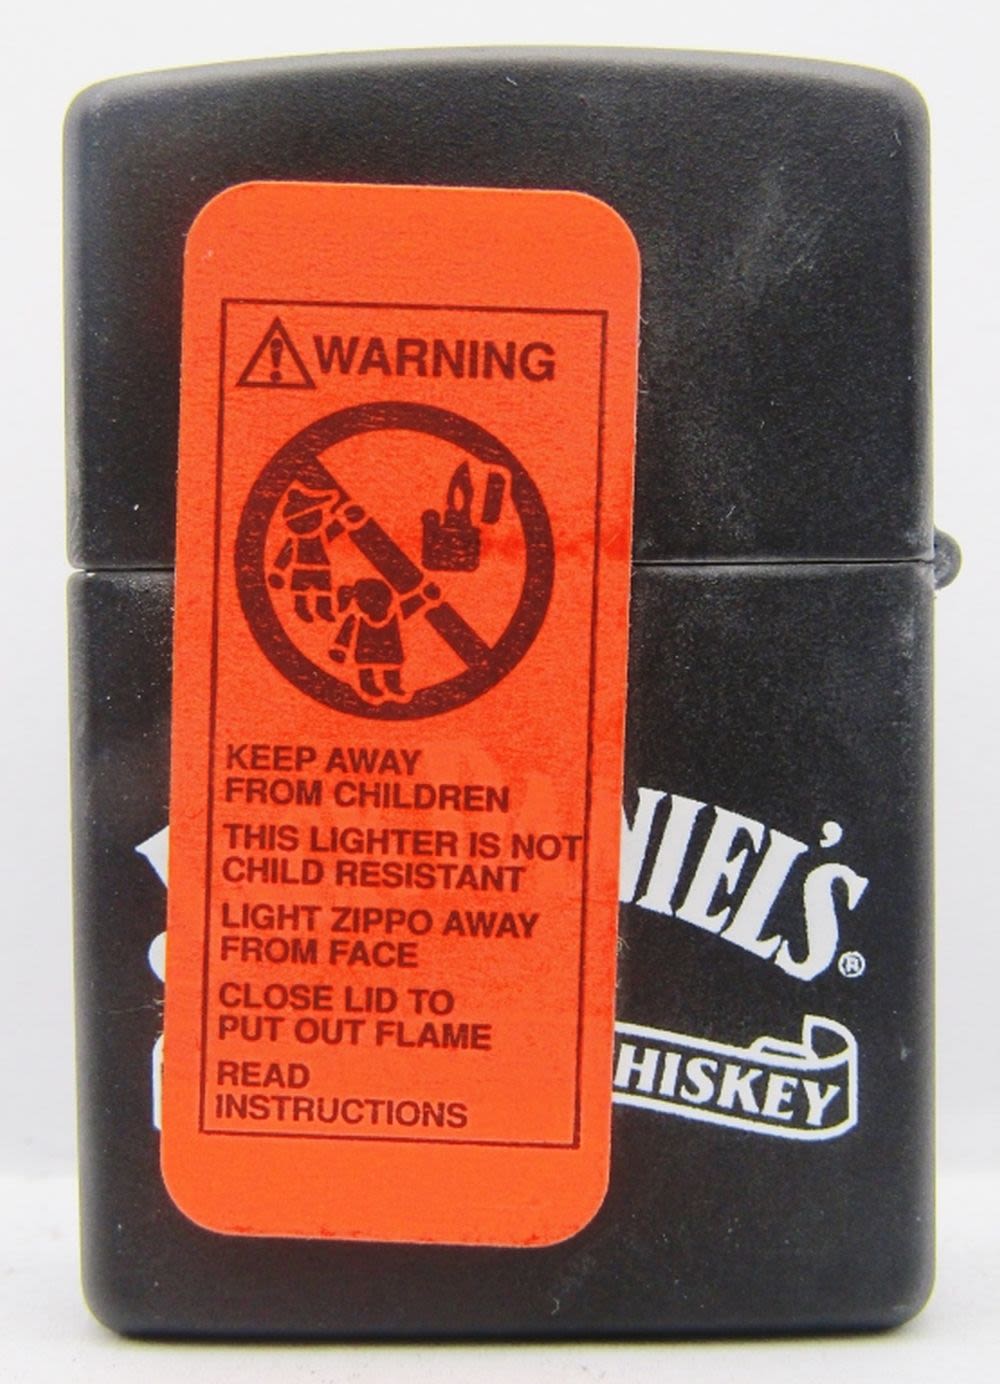 WARNING
KEEP AWAY
FROM CHILDREN
THIS LIGHTER IS NOT
CHILD RESISTANT
LIGHT ZIPPO AWAY
FROM FACE
CLOSE LID TO
PUT OUT FLAME
READ
INSTRUCTIONS
NIEL'S®
HISKEY